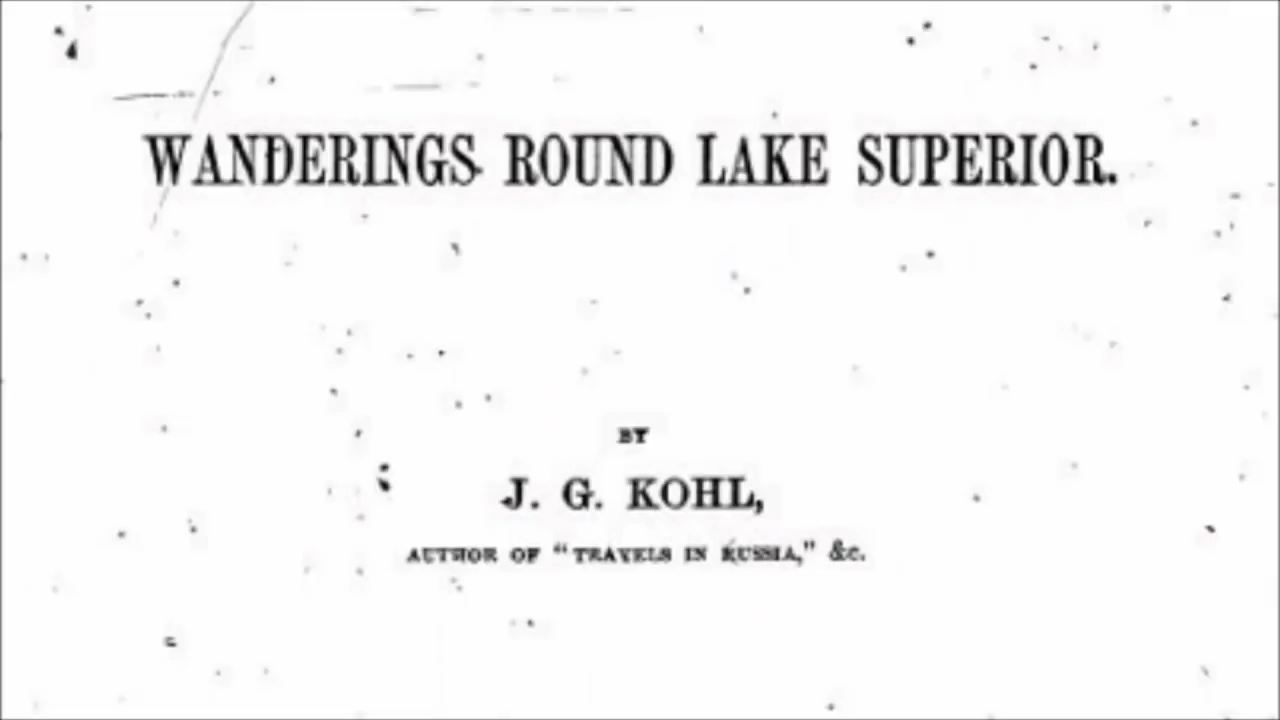 WANDERINGS ROUND LAKE SUPERIOR.
BY
J. G. KOHL,
AUTHOR OF "TRAVELS IN RUSSIA," &c.